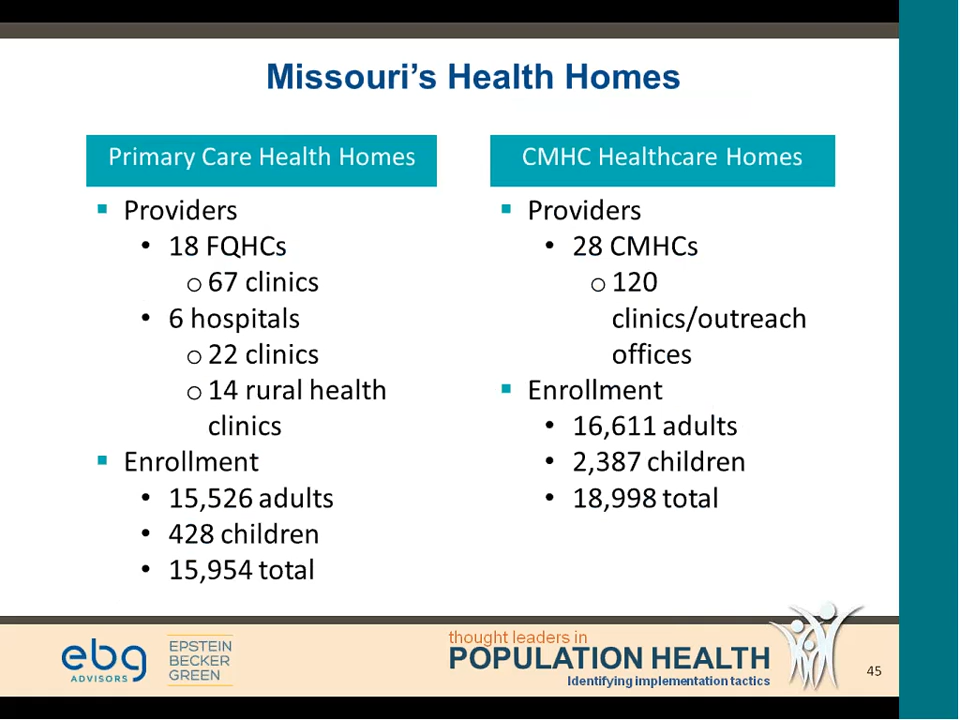 Missouri’s Health Homes
Primary Care Health Homes
▪ Providers
• 18 FQHCs
o 67 clinics
• 6 hospitals
o 22 clinics
o 14 rural health
clinics
▪ Enrollment
• 15,526 adults
• 428 children
• 15,954 total
CMHC Healthcare Homes
▪ Providers
• 28 CMHCs
o 120
clinics/outreach
offices
▪ Enrollment
• 16,611 adults
• 2,387 children
• 18,998 total
ebg
ADVISORS
EPSTEIN
BECKER
GREEN
thought leaders in
POPULATION HEALTH
Identifying implementation tactics
45